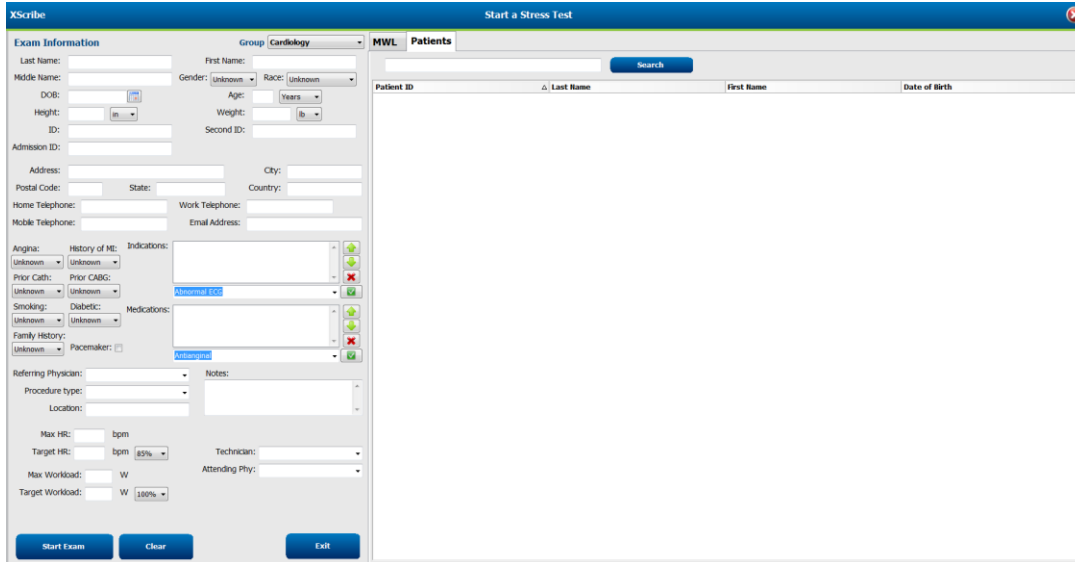 XScribe Start a Stress Test
Exam Information Group Cardiology
Last Name: First Name:
Middle Name: Gender: Unknown Race: Unknown
DOB: Age: Years
Height: in Weight: lb
ID: Second ID:
Admission ID:
Address: City:
Postal Code: State: Country:
Home Telephone: Work Telephone:
Mobile Telephone: Email Address:
Angina: History of MI: Indications:
Unknown Unknown
Prior Cath: Prior CABG:
Unknown Unknown Abnormal ECG
Smoking: Diabetic: Medications:
Unknown Unknown
Family History:
Unknown Pacemaker:
Antianginal
Referring Physician: Notes:
Procedure type:
Location:
Max HR: bpm
Target HR: bpm 85% Technician:
Attending Phy:
Max Workload: W
Target Workload: W 100%
Start Exam Clear Exit
MWL Patients
Search
Patient ID Last Name First Name Date of Birth